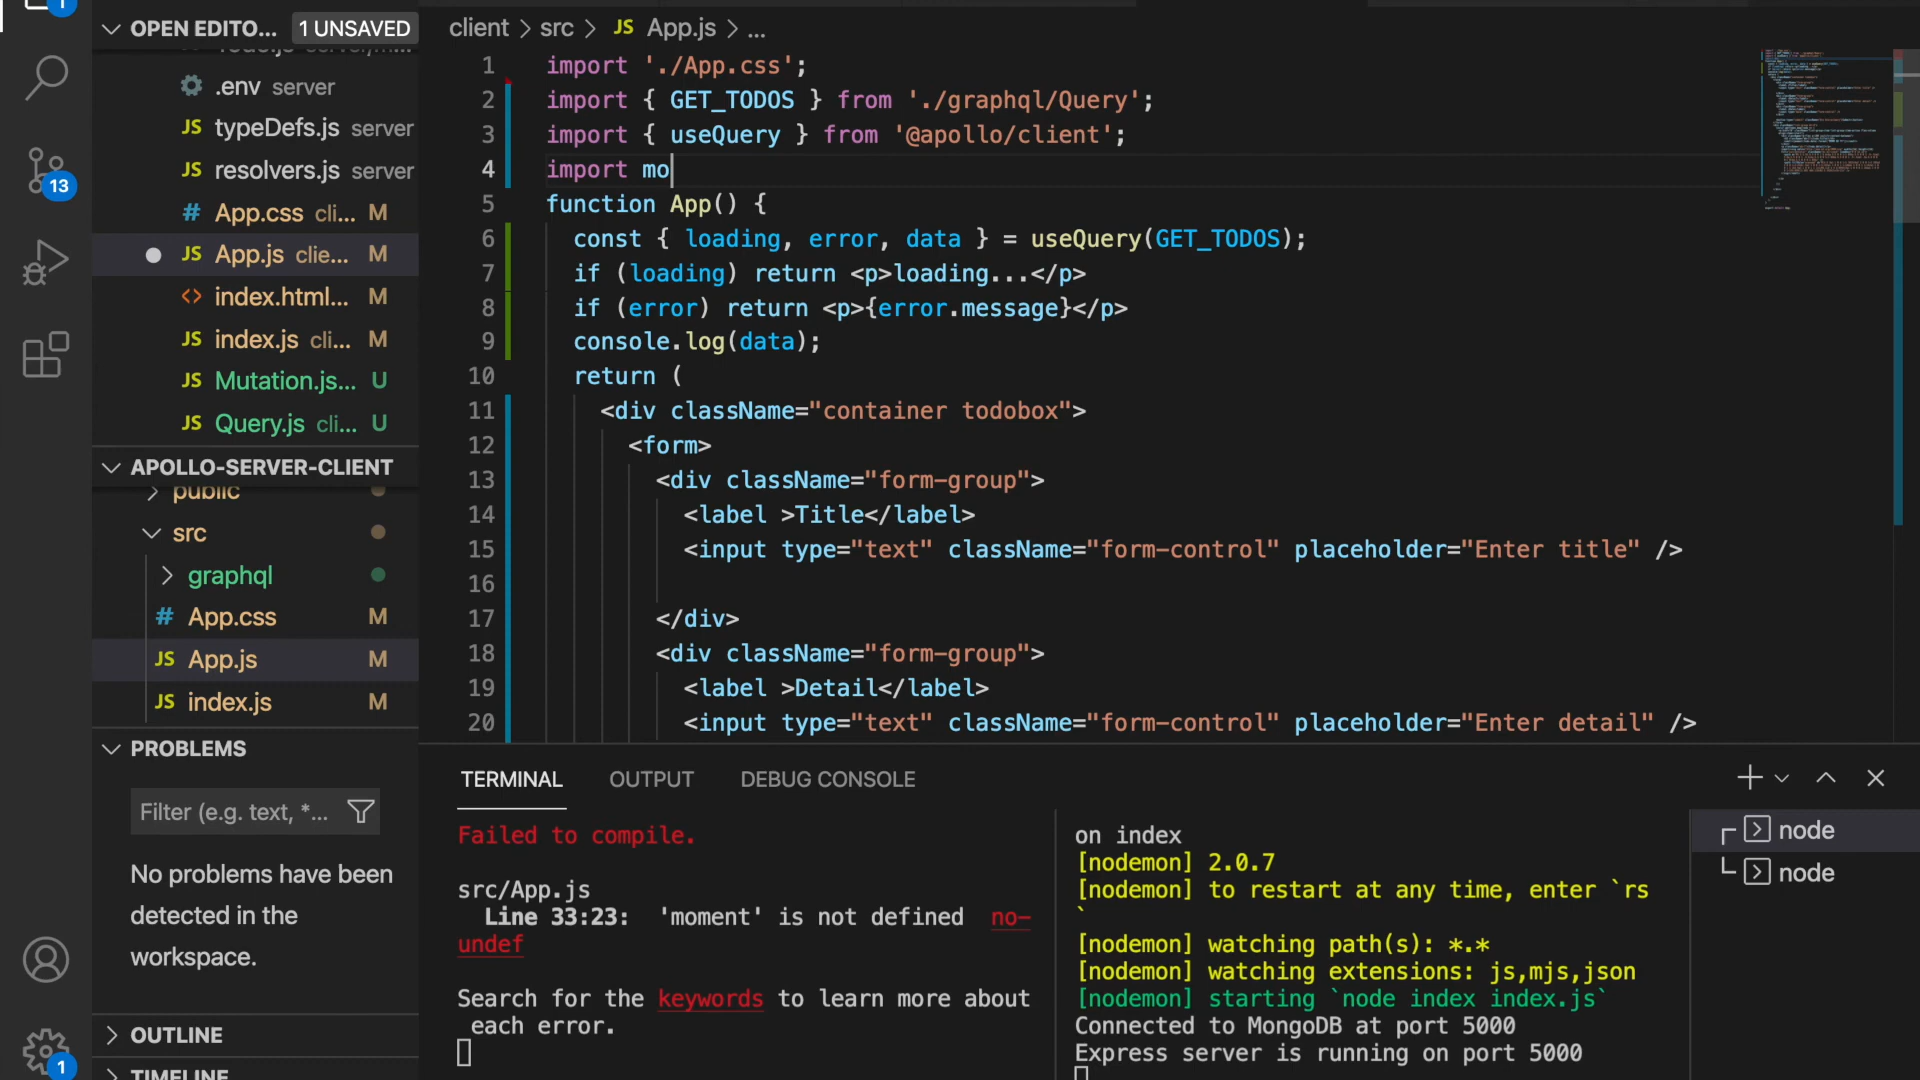 1
OPEN EDITO... 1 UNSAVED
.env server
JS typeDefs.js server
JS resolvers.js server
# App.css cli... M
JS App.js clie... M
<> index.html... M
JS index.js cli... M
JS Mutation.js... U
JS Query.js cli... U
13
APOLLO-SERVER-CLIENT
public
src
graphql
# App.css M
JS App.js M
JS index.js M
PROBLEMS
Filter (e.g. text, *...
No problems have been
detected in the
workspace.
OUTLINE
TIMELINE
1
client > src > JS App.js > ...
1 import './App.css';
2 import { GET_TODOS } from './graphql/Query';
3 import { useQuery } from '@apollo/client';
4 import mo
5 function App() {
6 const { loading, error, data } = useQuery(GET_TODOS);
7 if (loading) return <p>loading...</p>
8 if (error) return <p>{error.message}</p>
9 console.log(data);
10 return (
11 <div className="container todobox">
12 <form>
13 <div className="form-group">
14 <label >Title</label>
15 <input type="text" className="form-control" placeholder="Enter title" />
16
17 </div>
18 <div className="form-group">
19 <label >Detail</label>
20 <input type="text" className="form-control" placeholder="Enter detail" />
TERMINAL OUTPUT DEBUG CONSOLE
Failed to compile.
src/App.js
Line 33:23: 'moment' is not defined no-
undef
Search for the keywords to learn more about
each error.
on index
[nodemon] 2.0.7
[nodemon] to restart at any time, enter `rs
`
[nodemon] watching path(s): *.*
[nodemon] watching extensions: js,mjs,json
[nodemon] starting `node index index.js`
Connected to MongoDB at port 5000
Express server is running on port 5000
node
node